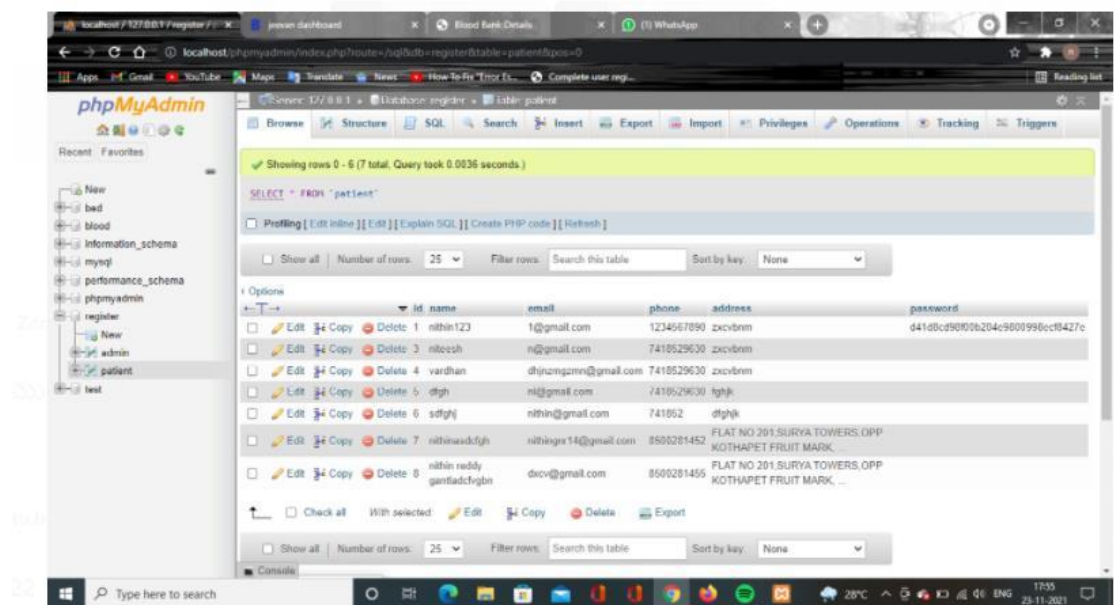 localhost / 127.0.0.1 / register / jeevan dashboard Blood Bank Details (1) WhatsApp
localhost/phpmyadmin/index.php?route=/sql&db=register&table=patient&pos=0
Apps Gmail YouTube Maps Translate News How To Fix "Error Es... Complete user regi... Reading list
phpMyAdmin
Recent Favorites
New
bed
blood
information_schema
mysql
performance_schema
phpmyadmin
register
New
admin
patient
test
Server: 127.0.0.1 » Database: register » Table: patient
Browse Structure SQL Search Insert Export Import Privileges Operations Tracking Triggers
Showing rows 0 - 6 (7 total, Query took 0.0036 seconds.)
SELECT * FROM `patient`
Profiling [ Edit inline ] [ Edit ] [ Explain SQL ] [ Create PHP code ] [ Refresh ]
Show all Number of rows: 25 Filter rows: Search this table Sort by key: None
+ Options
id name email phone address password
Edit Copy Delete 1 nithin123 1@gmail.com 1234567890 zxcvbnm d41d8cd98f00b204e9800998ecf8427e
Edit Copy Delete 3 niteesh n@gmail.com 7418529630 zxcvbnm
Edit Copy Delete 4 vardhan dhjnzmgzmn@gmail.com 7418529630 zxcvbnm
Edit Copy Delete 5 dfgh ni@gmail.com 7418529630 fghjk
Edit Copy Delete 6 sdfghj nithin@gmail.com 741852 dfghjk
Edit Copy Delete 7 nithinasdcfgh nithingnr14@gmail.com 8500281452 FLAT NO 201,SURYA TOWERS,OPP
KOTHAPET FRUIT MARK, ...
Edit Copy Delete 8 nithin reddy dxcv@gmail.com 8500281455 FLAT NO 201,SURYA TOWERS,OPP
gantladcfvgbn KOTHAPET FRUIT MARK, ...
Check all With selected: Edit Copy Delete Export
Show all Number of rows: 25 Filter rows: Search this table Sort by key: None
Console
Type here to search 28°C ENG 17:55
23-11-2021